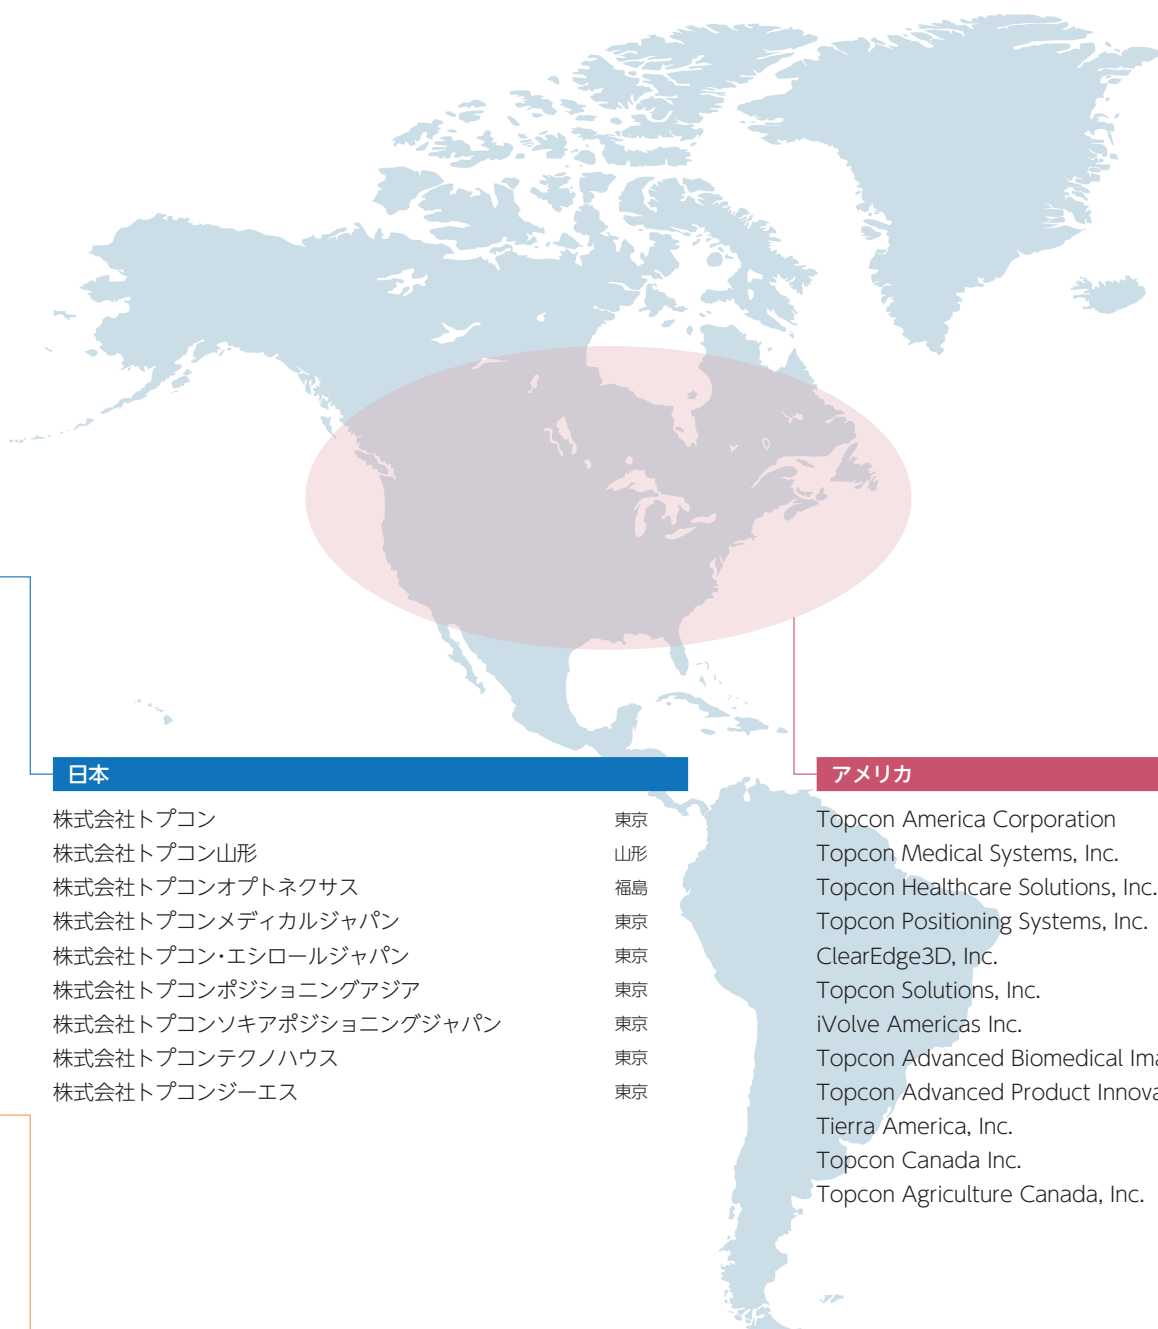 日本
株式会社トプコン 東京
株式会社トプコン山形 山形
株式会社トプコンオプトネクサス 福島
株式会社トプコンメディカルジャパン 東京
株式会社トプコン・エシロールジャパン 東京
株式会社トプコンポジショニングアジア 東京
株式会社トプコンソキアポジショニングジャパン 東京
株式会社トプコンテクノハウス 東京
株式会社トプコンジーエス 東京
アメリカ
Topcon America Corporation
Topcon Medical Systems, Inc.
Topcon Healthcare Solutions, Inc.
Topcon Positioning Systems, Inc.
ClearEdge3D, Inc.
Topcon Solutions, Inc.
iVolve Americas Inc.
Topcon Advanced Biomedical
Topcon Advanced Product
Tierra America, Inc.
Topcon Canada Inc.
Topcon Agriculture Canada, Inc.